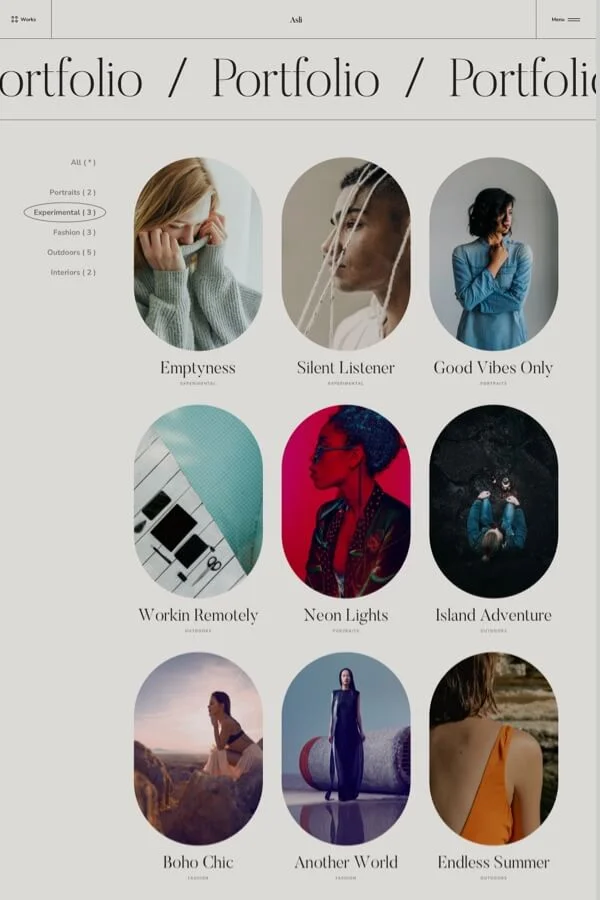 Works
Asli
Menu
ortfolio / Portfolio / Portfolio
All ( * )
Portraits ( 2 )
Experimental ( 3 )
Fashion ( 3 )
Outdoors ( 5 )
Interiors ( 2 )
Emptyness
EXPERIMENTAL
Silent Listener
EXPERIMENTAL
Good Vibes Only
PORTRAITS
Workin Remotely
OUTDOORS
Neon Lights
PORTRAITS
Island Adventure
OUTDOORS
Boho Chic
FASHION
Another World
FASHION
Endless Summer
OUTDOORS